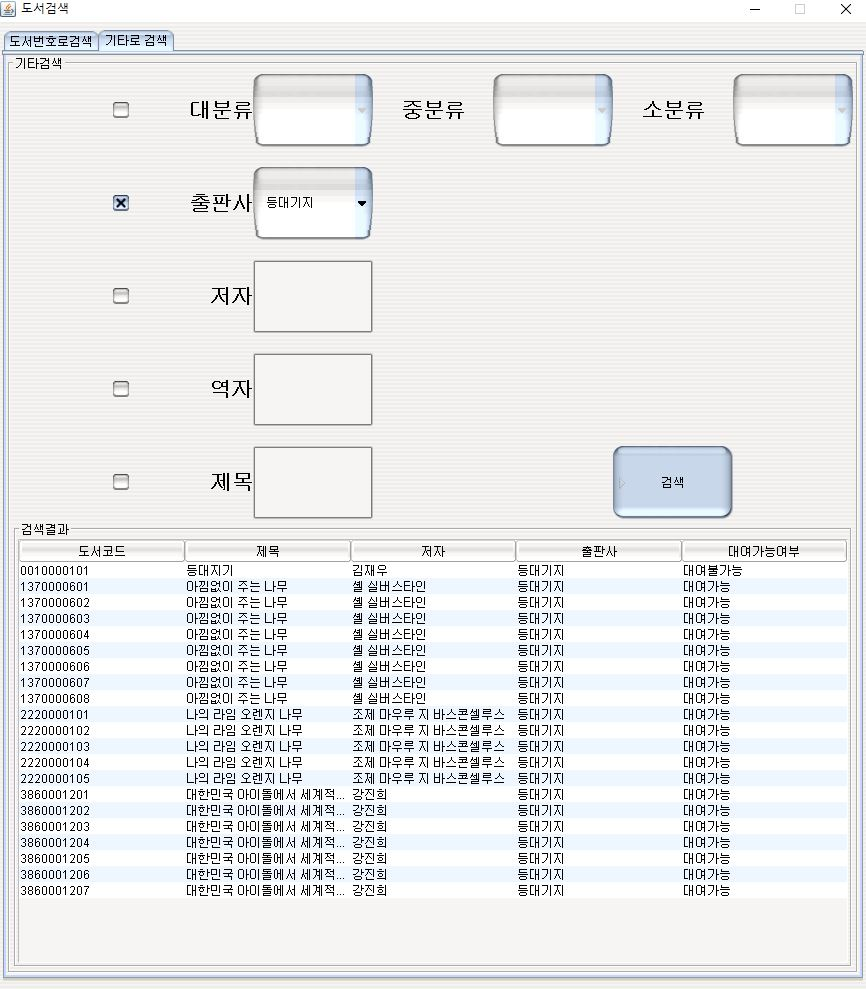 도서검색
도서번호로검색 기타로 검색
기타검색
대분류 중분류 소분류
출판사 등대기지
저자
역자
제목 검색
검색결과
도서코드 제목 저자 출판사 대여가능여부
0010000101 등대지기 김재우 등대기지 대여불가능
1370000601 아낌없이 주는 나무 셸 실버스타인 등대기지 대여가능
1370000602 아낌없이 주는 나무 셸 실버스타인 등대기지 대여가능
1370000603 아낌없이 주는 나무 셸 실버스타인 등대기지 대여가능
1370000604 아낌없이 주는 나무 셸 실버스타인 등대기지 대여가능
1370000605 아낌없이 주는 나무 셸 실버스타인 등대기지 대여가능
1370000606 아낌없이 주는 나무 셸 실버스타인 등대기지 대여가능
1370000607 아낌없이 주는 나무 셸 실버스타인 등대기지 대여가능
1370000608 아낌없이 주는 나무 셸 실버스타인 등대기지 대여가능
2220000101 나의 라임 오렌지 나무 조제 마우루 지 바스콘셀루스 등대기지 대여가능
2220000102 나의 라임 오렌지 나무 조제 마우루 지 바스콘셀루스 등대기지 대여가능
2220000103 나의 라임 오렌지 나무 조제 마우루 지 바스콘셀루스 등대기지 대여가능
2220000104 나의 라임 오렌지 나무 조제 마우루 지 바스콘셀루스 등대기지 대여가능
2220000105 나의 라임 오렌지 나무 조제 마우루 지 바스콘셀루스 등대기지 대여가능
3860001201 대한민국 아이돌에서 세계적... 강진희 등대기지 대여가능
3860001202 대한민국 아이돌에서 세계적... 강진희 등대기지 대여가능
3860001203 대한민국 아이돌에서 세계적... 강진희 등대기지 대여가능
3860001204 대한민국 아이돌에서 세계적... 강진희 등대기지 대여가능
3860001205 대한민국 아이돌에서 세계적... 강진희 등대기지 대여가능
3860001206 대한민국 아이돌에서 세계적... 강진희 등대기지 대여가능
3860001207 대한민국 아이돌에서 세계적... 강진희 등대기지 대여가능